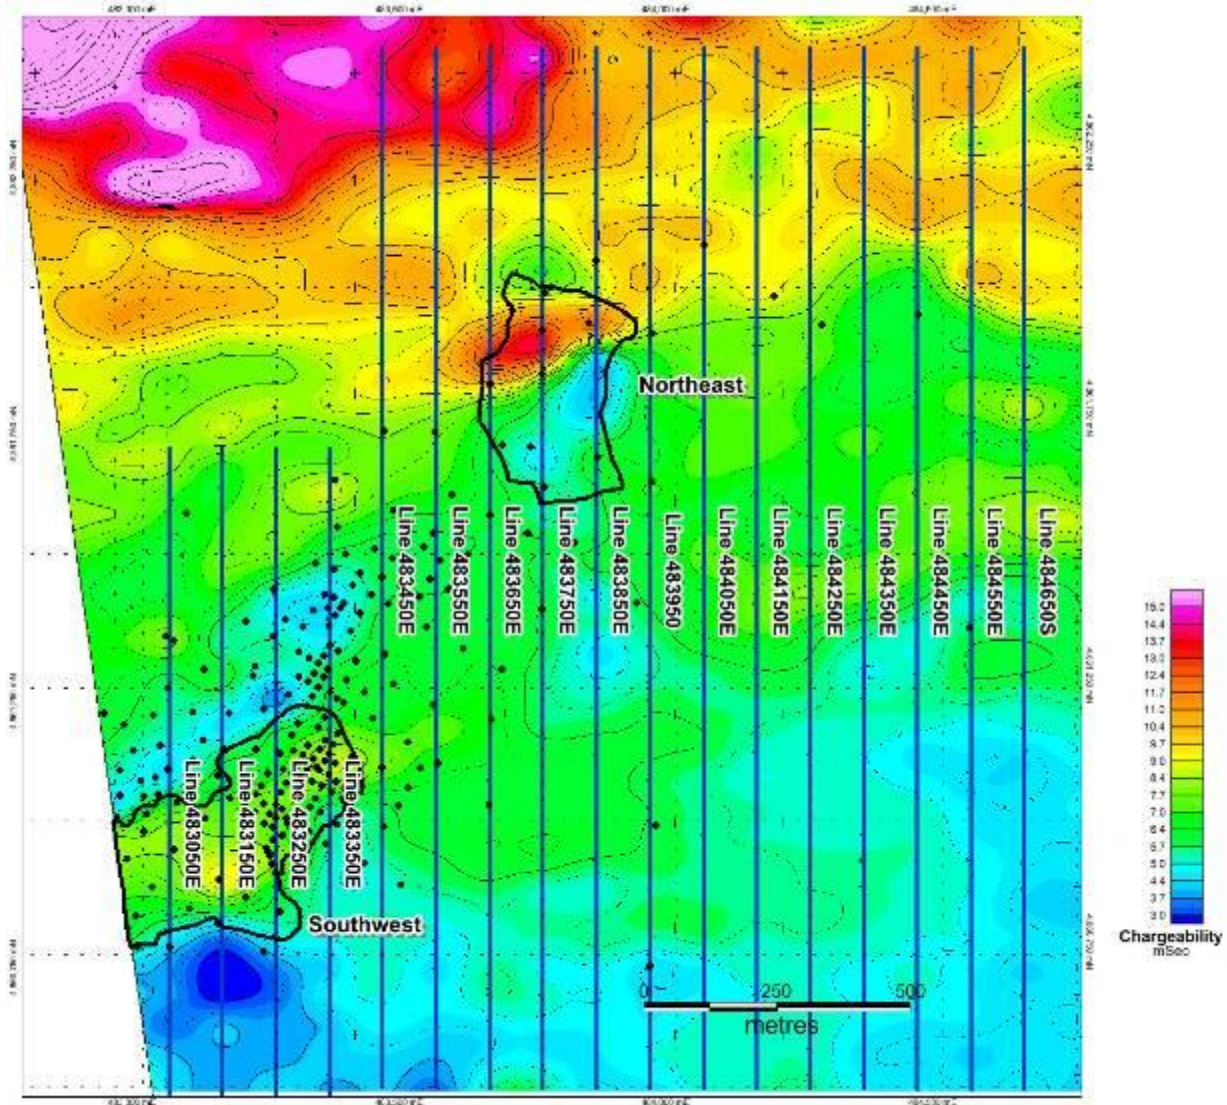 Northeast
Line 483450E
Line 483550E
Line 483650E
Line 483750E
Line 483850E
Line 483950
Line 484050E
Line 484150E
Line 484250E
Line 484350E
Line 484450E
Line 484550E
Line 484650S
Line 483050E
Line 483150E
Line 483250E
Line 483350E
Southwest
0 250 500
metres
15.0
14.4
13.7
13.0
12.4
11.7
11.0
10.4
9.7
9.0
8.4
7.7
7.0
6.4
5.7
5.0
4.4
3.7
3.0
Chargeability
mSec